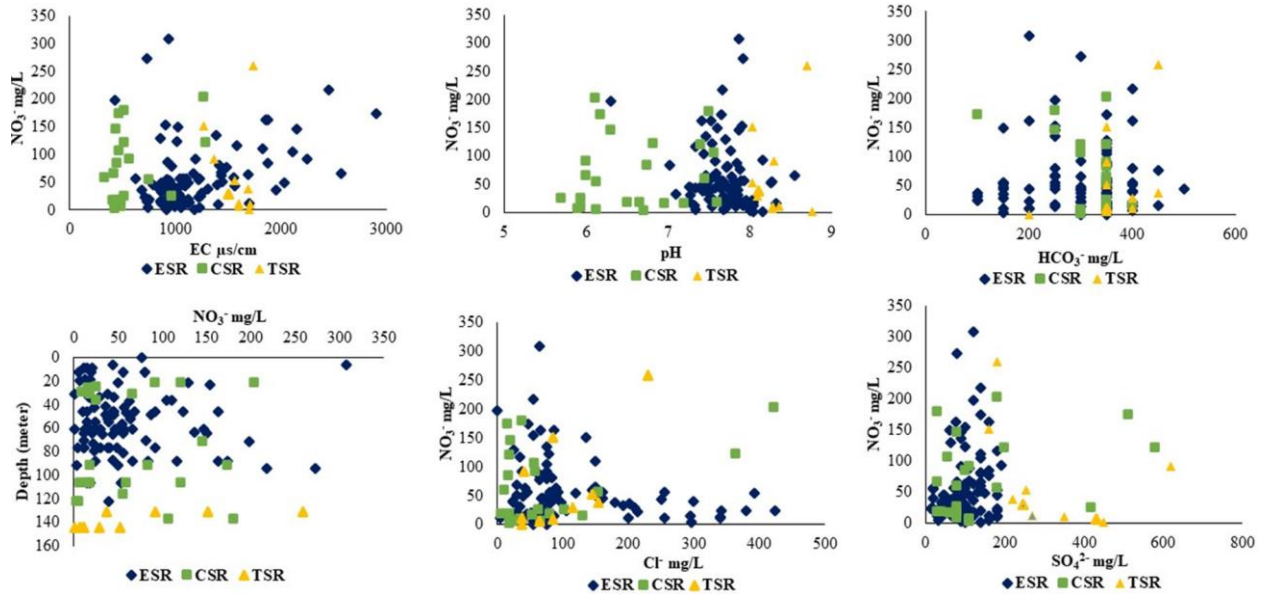 350
300
250
200
150
100
50
0
NO₃⁻ mg/L
0 1000 2000 3000
EC µs/cm
ESR CSR TSR
350
300
250
200
150
100
50
0
NO₃⁻ mg/L
5 6 7 8 9
pH
ESR CSR TSR
350
300
250
200
150
100
50
0
NO₃⁻ mg/L
0 200 400 600
HCO₃⁻ mg/L
ESR CSR TSR
NO₃⁻ mg/L
0 50 100 150 200 250 300 350
0
20
40
60
80
100
120
140
160
Depth (meter)
ESR CSR TSR
350
300
250
200
150
100
50
0
NO₃⁻ mg/L
0 100 200 300 400 500
Cl⁻ mg/L
ESR CSR TSR
350
300
250
200
150
100
50
0
NO₃⁻ mg/L
0 200 400 600 800
SO₄²⁻ mg/L
ESR CSR TSR